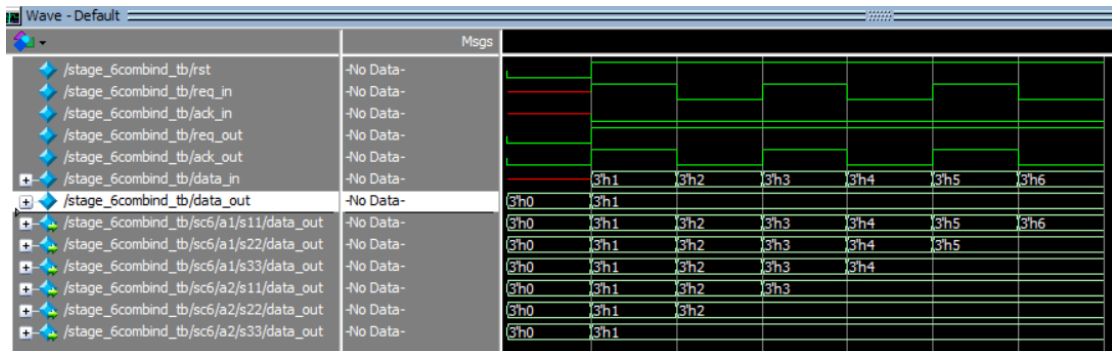 Wave - Default
Msgs
/stage_6combind_tb/rst -No Data-
/stage_6combind_tb/req_in -No Data-
/stage_6combind_tb/ack_in -No Data-
/stage_6combind_tb/req_out -No Data-
/stage_6combind_tb/ack_out -No Data-
/stage_6combind_tb/data_in -No Data- 3'h1 3'h2 3'h3 3'h4 3'h5 3'h6
/stage_6combind_tb/data_out -No Data- 3'h0 3'h1
/stage_6combind_tb/sc6/a1/s11/data_out -No Data- 3'h0 3'h1 3'h2 3'h3 3'h4 3'h5 3'h6
/stage_6combind_tb/sc6/a1/s22/data_out -No Data- 3'h0 3'h1 3'h2 3'h3 3'h4 3'h5
/stage_6combind_tb/sc6/a1/s33/data_out -No Data- 3'h0 3'h1 3'h2 3'h3 3'h4
/stage_6combind_tb/sc6/a2/s11/data_out -No Data- 3'h0 3'h1 3'h2 3'h3
/stage_6combind_tb/sc6/a2/s22/data_out -No Data- 3'h0 3'h1 3'h2
/stage_6combind_tb/sc6/a2/s33/data_out -No Data- 3'h0 3'h1